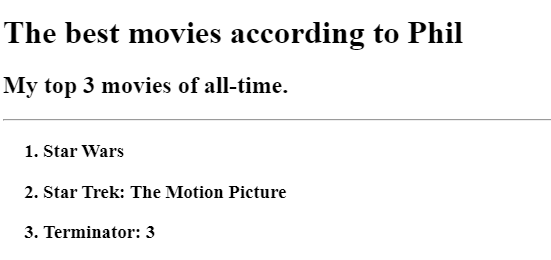 The best movies according to Phil
My top 3 movies of all-time.
1. Star Wars
2. Star Trek: The Motion Picture
3. Terminator: 3